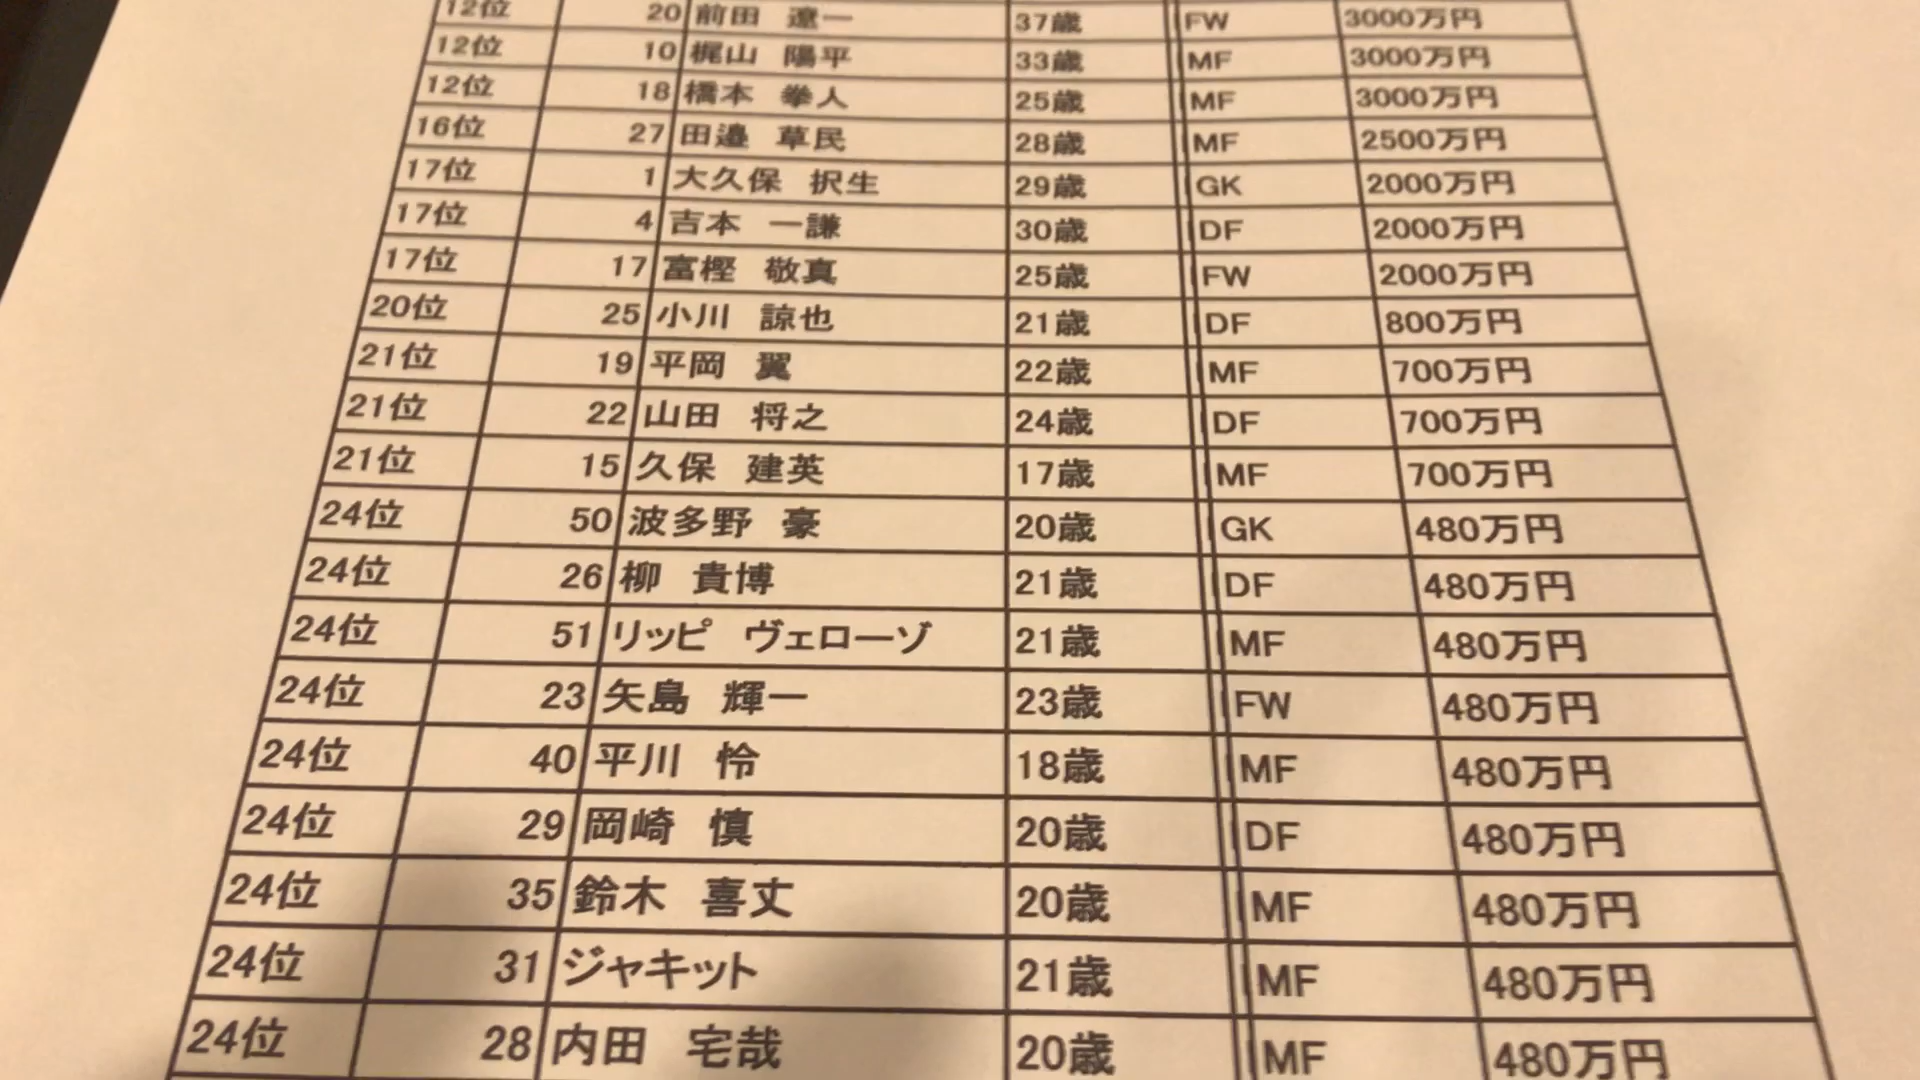 12位 20 前田 遼一 37歳 FW 3000万円
12位 10 梶山 陽平 33歳 MF 3000万円
12位 18 橋本 拳人 25歳 MF 3000万円
16位 27 田邉 草民 28歳 MF 2500万円
17位 1 大久保 択生 29歳 GK 2000万円
17位 4 吉本 一謙 30歳 DF 2000万円
17位 17 富樫 敬真 25歳 FW 2000万円
20位 25 小川 諒也 21歳 DF 800万円
21位 19 平岡 翼 22歳 MF 700万円
21位 22 山田 将之 24歳 DF 700万円
21位 15 久保 建英 17歳 MF 700万円
24位 50 波多野 豪 20歳 GK 480万円
24位 26 柳 貴博 21歳 DF 480万円
24位 51 リッピ ヴェローゾ 21歳 MF 480万円
24位 23 矢島 輝一 23歳 FW 480万円
24位 40 平川 怜 18歳 MF 480万円
24位 29 岡崎 慎 20歳 DF 480万円
24位 35 鈴木 喜丈 20歳 MF 480万円
24位 31 ジャキット 21歳 MF 480万円
24位 28 内田 宅哉 20歳 MF 480万円